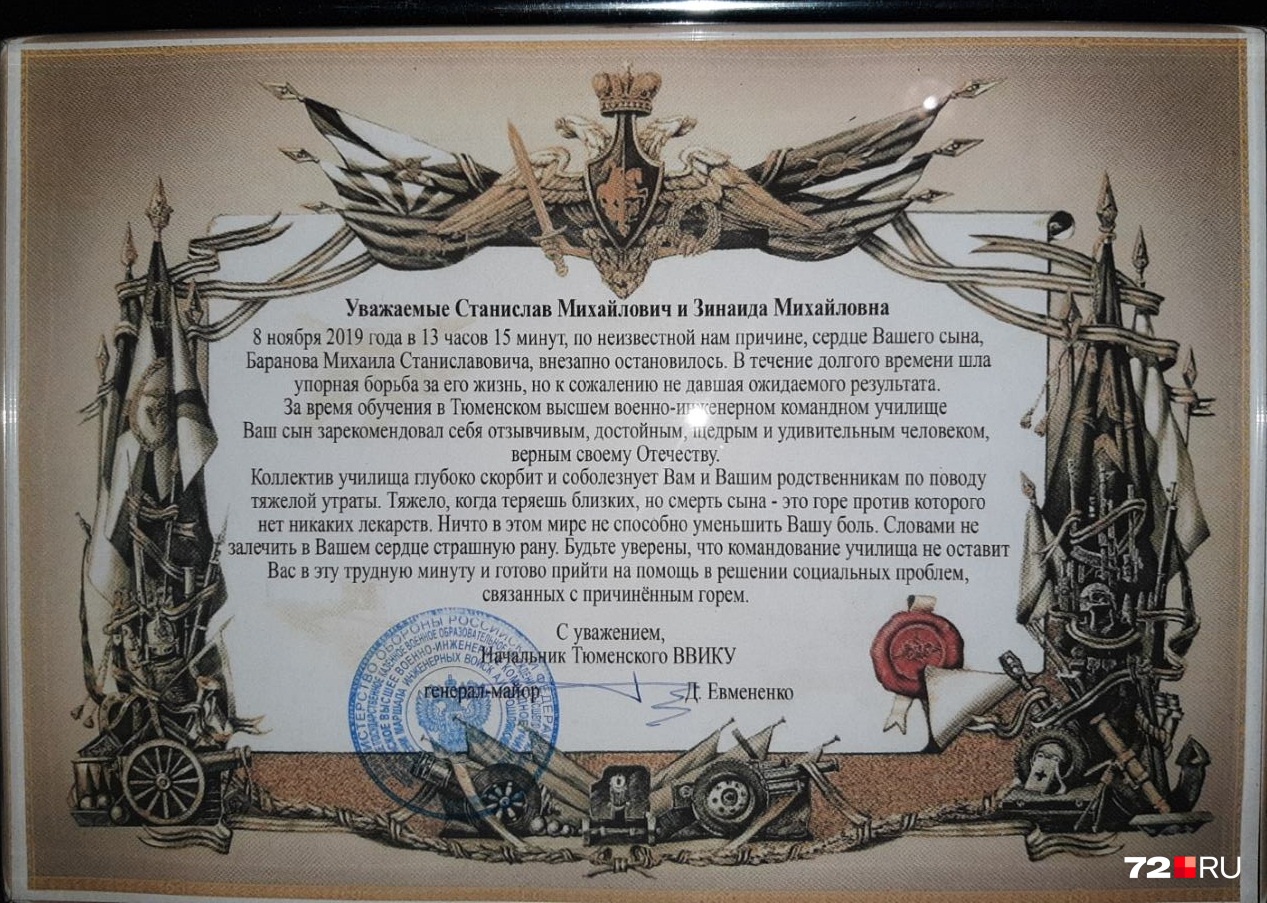 Уважаемые Станислав Михайлович и Зинаида Михайловна
8 ноября 2019 года в 13 часов 15 минут, по неизвестной нам причине, сердце Вашего сына,
Баранова Михаила Станиславовича, внезапно остановилось. В течение долгого времени шла
упорная борьба за его жизнь, но к сожалению не давшая ожидаемого результата.
За время обучения в Тюменском высшем военно-инженерном командном училище
Ваш сын зарекомендовал себя отзывчивым, достойным, щедрым и удивительным человеком,
верным своему Отечеству.
Коллектив училища глубоко скорбит и соболезнует Вам и Вашим родственникам по поводу
тяжелой утраты. Тяжело, когда теряешь близких, но смерть сына - это горе против которого
нет никаких лекарств. Ничто в этом мире не способно уменьшить Вашу боль. Словами не
залечить в Вашем сердце страшную рану. Будьте уверены, что командование училища не оставит
Вас в эту трудную минуту и готово прийти на помощь в решении социальных проблем,
связанных с причинённым горем.
С уважением,
Начальник Тюменского ВВИКУ
генерал-майор Д. Евмененко
ОБОРОНЫ РОССИЙСКОЙ
72 RU